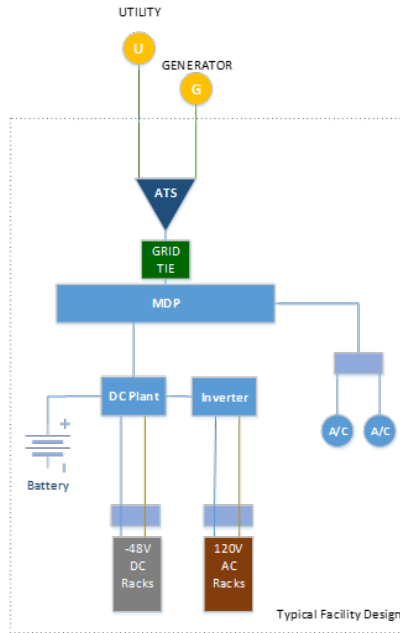 UTILITY
U
GENERATOR
G
ATS
GRID
TIE
MDP
DC Plant
Inverter
A/C
A/C
+
Battery
-48V
DC
Racks
120V
AC
Racks
Typical Facility Design